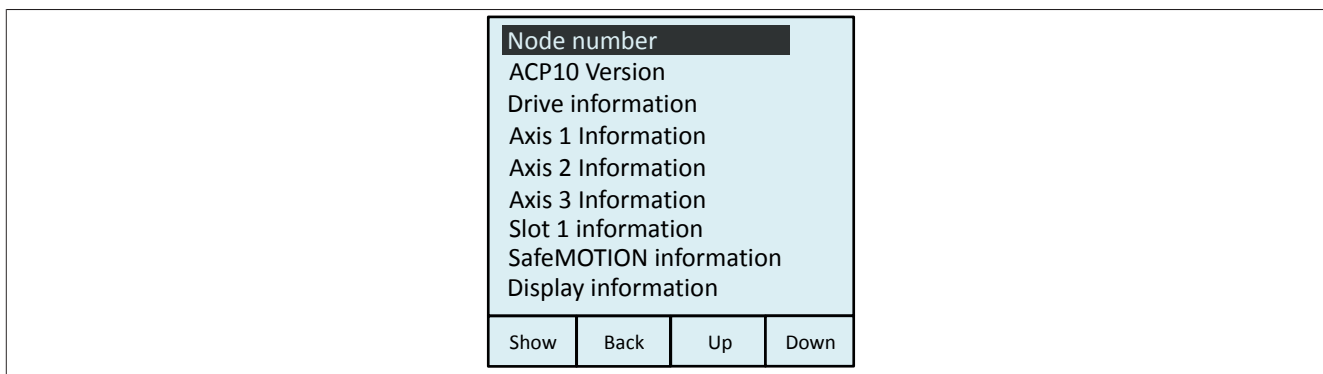 Node number
ACP10 Version
Drive information
Axis 1 Information
Axis 2 Information
Axis 3 Information
Slot 1 information
SafeMOTION information
Display information
Show Back Up Down